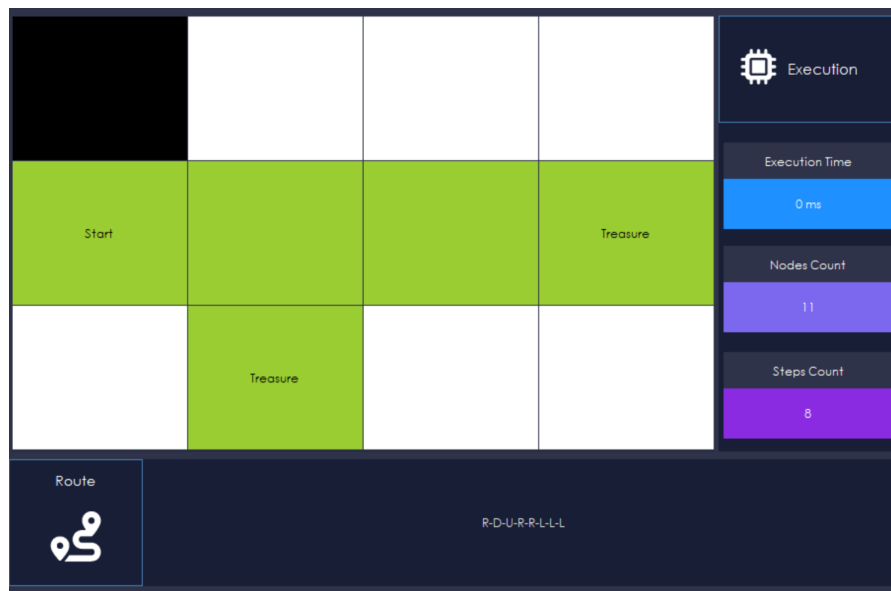 Execution
Start
Treasure
Treasure
Execution Time
0 ms
Nodes Count
11
Steps Count
8
Route
R-D-U-R-R-L-L-L